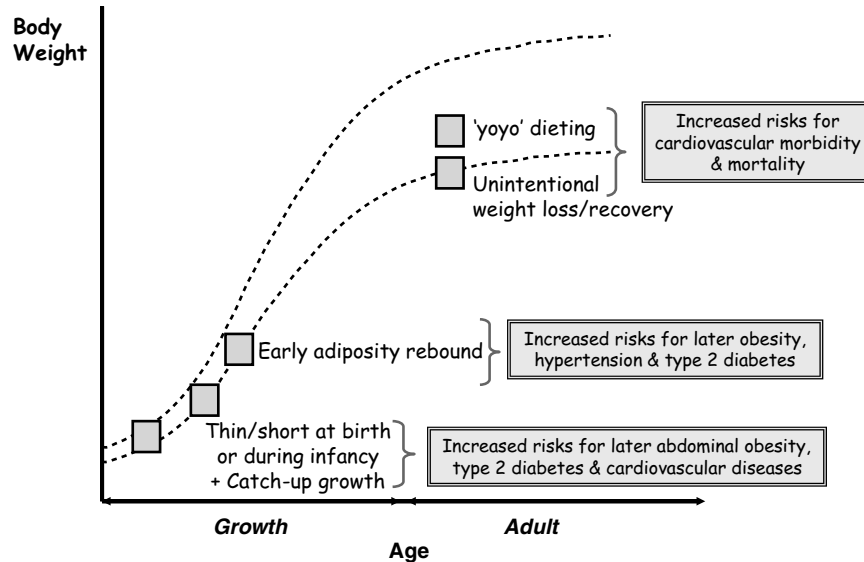 Body
Weight
'yoyo' dieting
Unintentional
weight loss/recovery
Increased risks for
cardiovascular morbidity
& mortality
Early adiposity rebound
Increased risks for later obesity,
hypertension & type 2 diabetes
Thin/short at birth
or during infancy
+ Catch-up growth
Increased risks for later abdominal obesity,
type 2 diabetes & cardiovascular diseases
Growth
Adult
Age